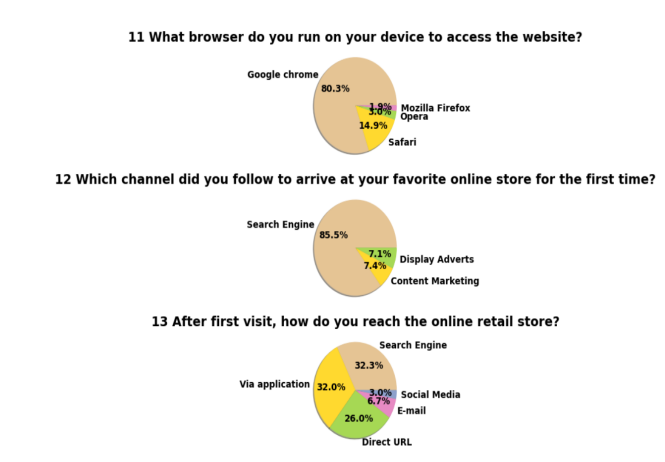 11 What browser do you run on your device to access the website?
Google chrome
80.3%
1.9%
Mozilla Firefox
3.0%
Opera
14.9%
Safari
12 Which channel did you follow to arrive at your favorite online store for the first time?
Search Engine
85.5%
7.1%
Display Adverts
7.4%
Content Marketing
13 After first visit, how do you reach the online retail store?
Search Engine
32.3%
Via application
32.0%
3.0%
Social Media
6.7%
E-mail
26.0%
Direct URL